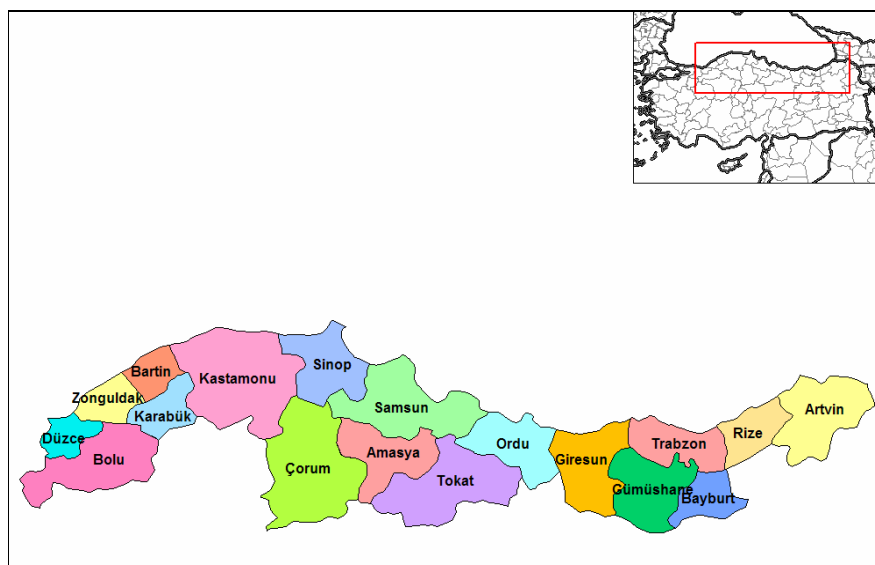 Sinop
Bartin
Kastamonu
Zonguldak
Karabük
Samsun
Düzce
Bolu
Çorum
Amasya
Tokat
Ordu
Giresun
Trabzon
Rize
Artvin
Gümüshane
Bayburt